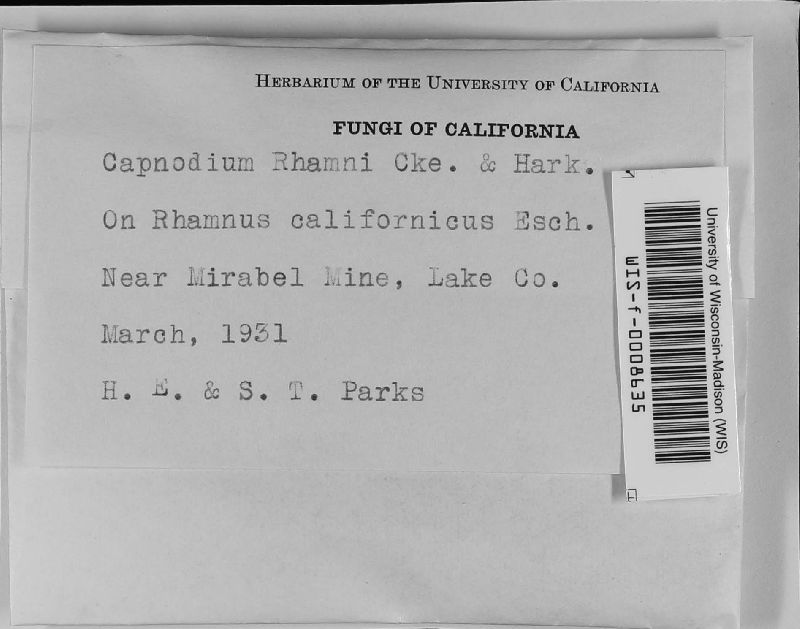 HERBARIUM OF THE UNIVERSITY OF CALIFORNIA
FUNGI OF CALIFORNIA
Capnodium Rhamni Cke. & Hark.
On Rhamnus californicus Esch.
Near Mirabel Mine, Lake Co.
March, 1931
H. E. & S. T. Parks
University of Wisconsin-Madison (WIS)
WIS-f-0008935